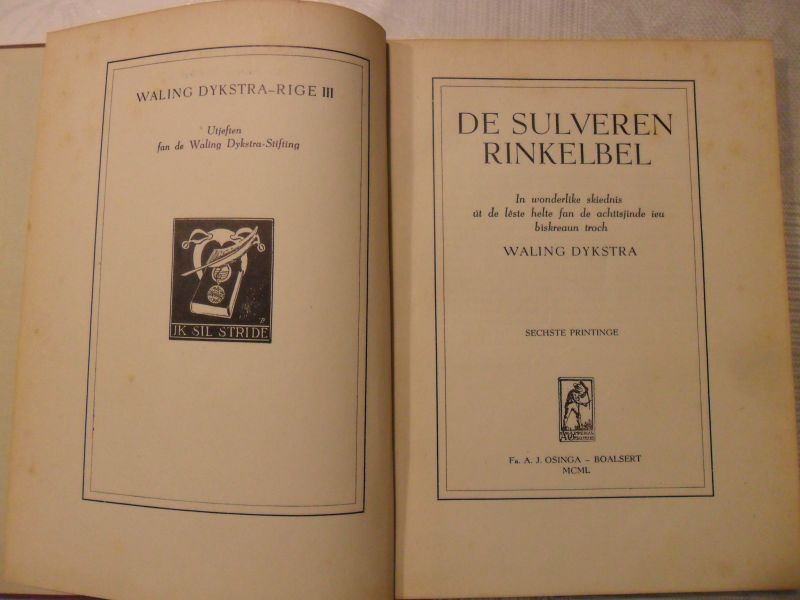 WALING DYKSTRA-RIGE III
Utjeften
fan de Waling Dykstra-Stifting
IK SIL STRIDE
DE SULVEREN
RINKELBEL
In wonderlike skiednis
út de lêste helte fan de achttsjinde ieu
biskreaun troch
WALING DYKSTRA
SECHSTE PRINTINGE
Fa. A. J. OSINGA - BOALSERT
MCML